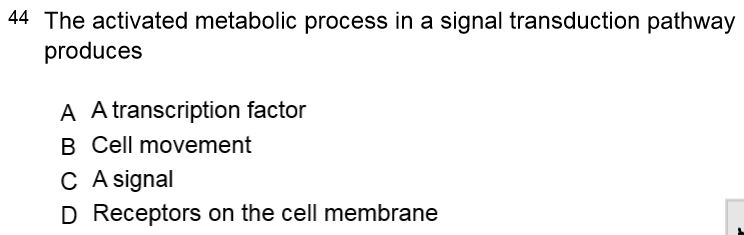 44 The activated metabolic process in a signal transduction pathway
produces
A A transcription factor
B Cell movement
C A signal
D Receptors on the cell membrane